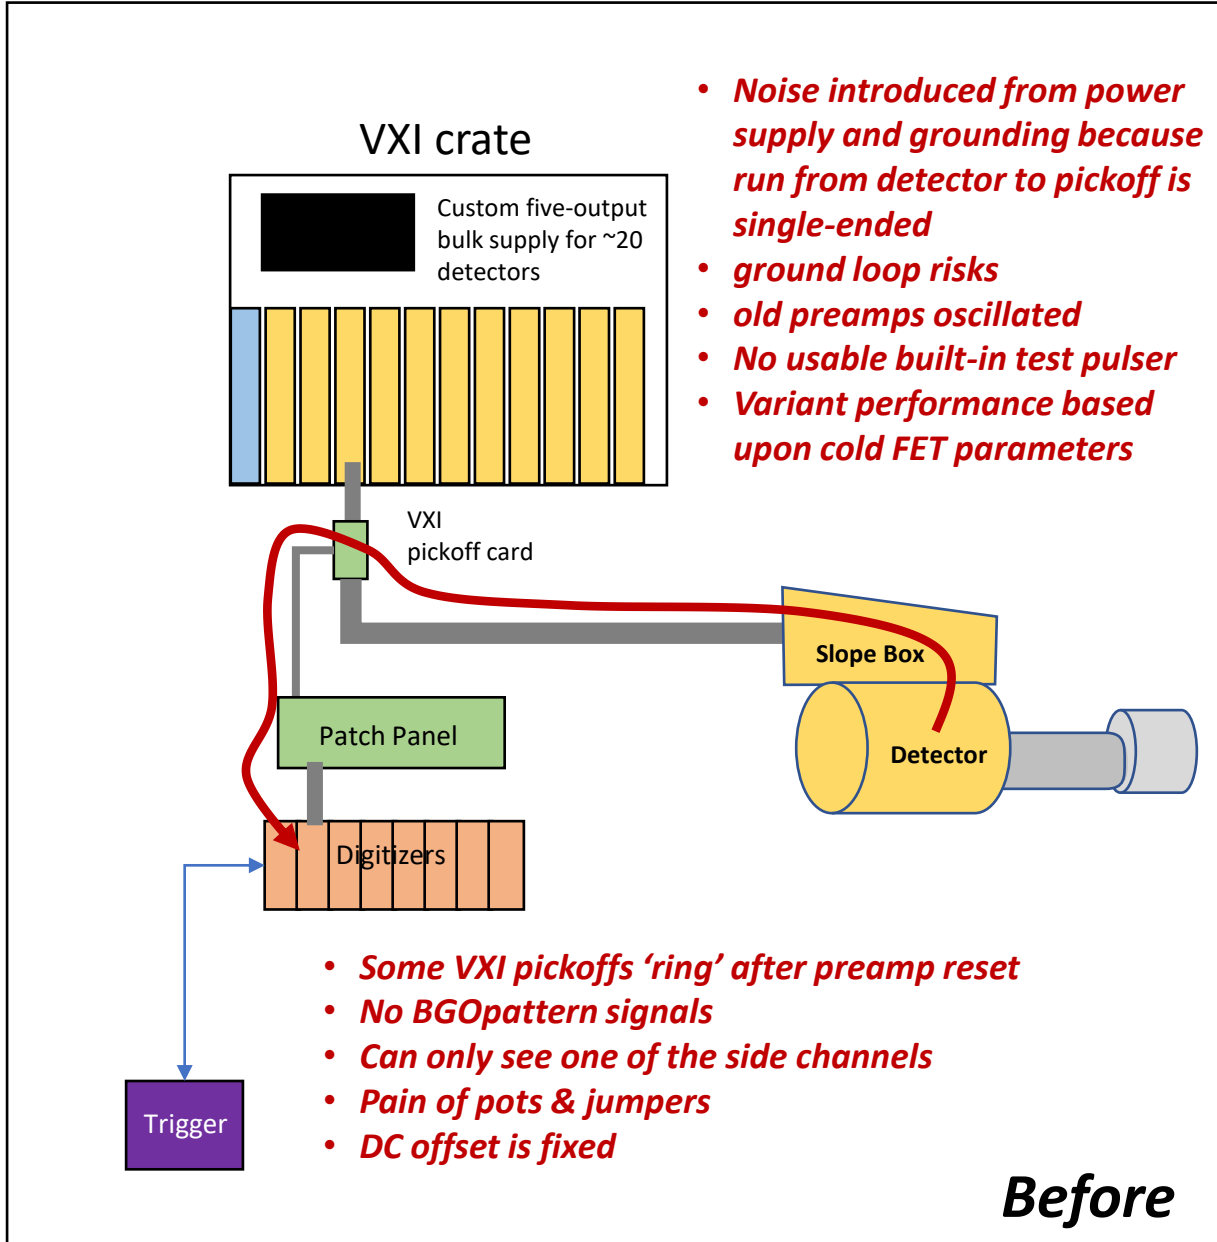 • Noise introduced from power
supply and grounding because
run from detector to pickoff is
single-ended
• ground loop risks
• old preamps oscillated
• No usable built-in test pulser
• Variant performance based
upon cold FET parameters
VXI crate
Custom five-output
bulk supply for ~20
detectors
VXI
pickoff card
Slope Box
Detector
Patch Panel
Digitizers
Trigger
• Some VXI pickoffs ‘ring’ after preamp reset
• No BGOpattern signals
• Can only see one of the side channels
• Pain of pots & jumpers
• DC offset is fixed
Before